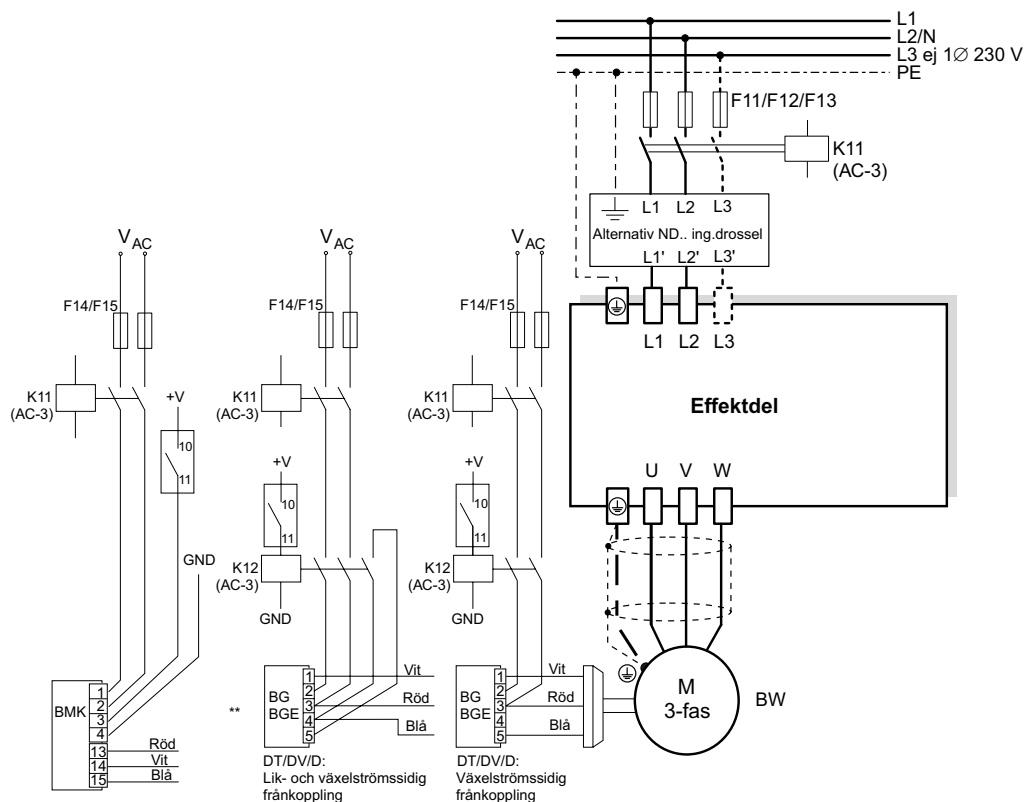 L1
L2/N
L3 ej 1∅ 230 V
PE
F11/F12/F13
K11
(AC-3)
L1 L2 L3
Alternativ ND.. ing.drossel
L1' L2' L3'
L1 L2 L3
Effektdel
U V W
M
3-fas
BW
V AC
F14/F15
K11
(AC-3)
+V
10
11
GND
BMK
1
2
3
4
13
14
15
Röd
Vit
Blå
**
V AC
F14/F15
K11
(AC-3)
+V
10
11
K12
(AC-3)
GND
BG
BGE
1
2
3
4
5
Vit
Röd
Blå
DT/DV/D:
Lik- och växelströmssidig
frånkoppling
V AC
F14/F15
K11
(AC-3)
+V
10
11
K12
(AC-3)
GND
BG
BGE
1
2
3
4
5
Vit
Röd
Blå
DT/DV/D:
Växelströmssidig
frånkoppling